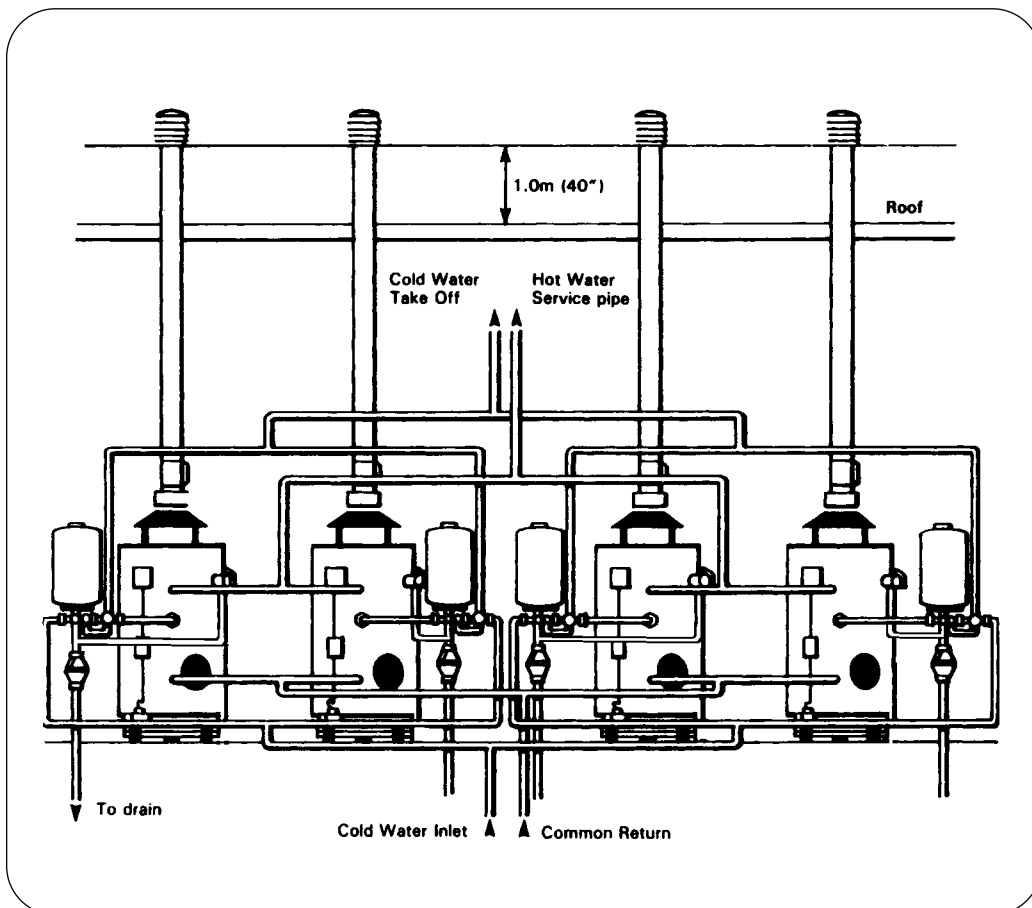 1.0m (40")
Roof
Cold Water
Take Off
Hot Water
Service pipe
To drain
Cold Water Inlet
Common Return